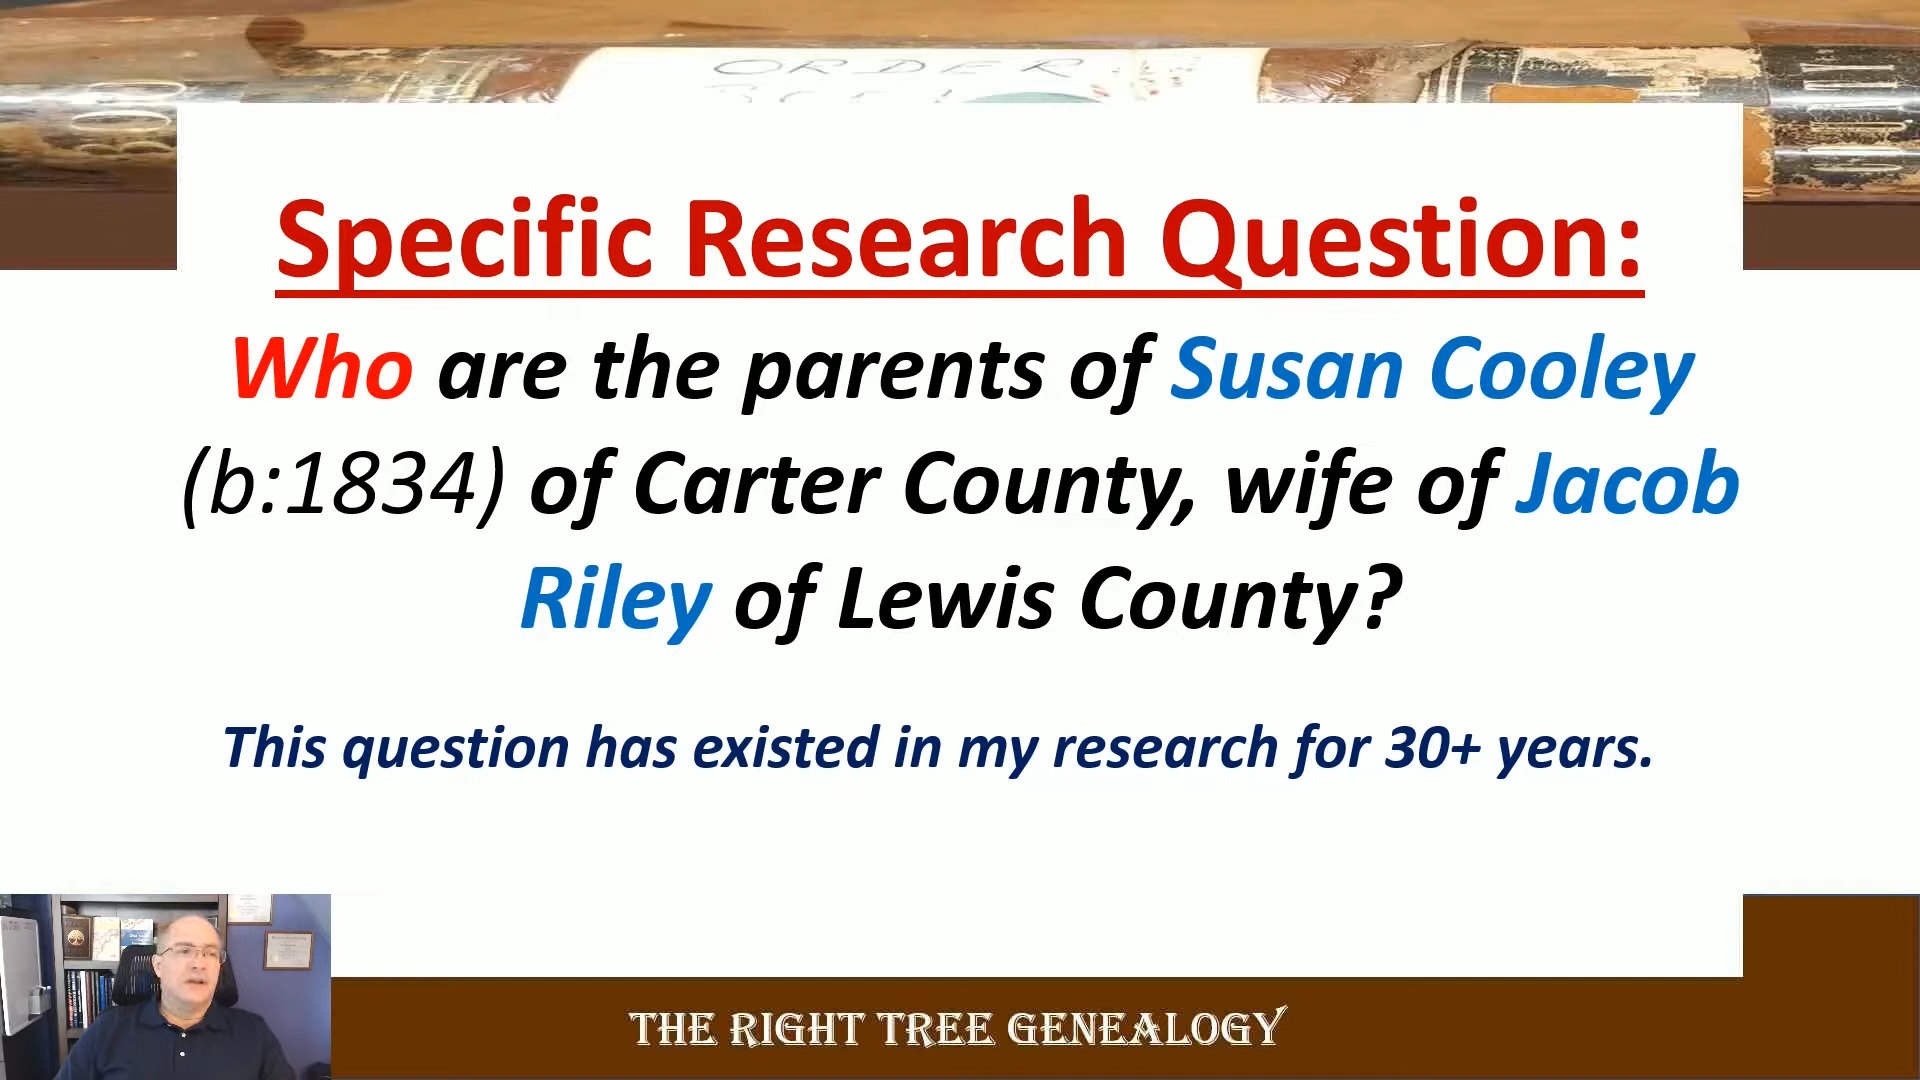 ORDER
Specific Research Question:
Who are the parents of Susan Cooley
(b:1834) of Carter County, wife of Jacob
Riley of Lewis County?
This question has existed in my research for 30+ years.
THE RIGHT TREE GENEALOGY